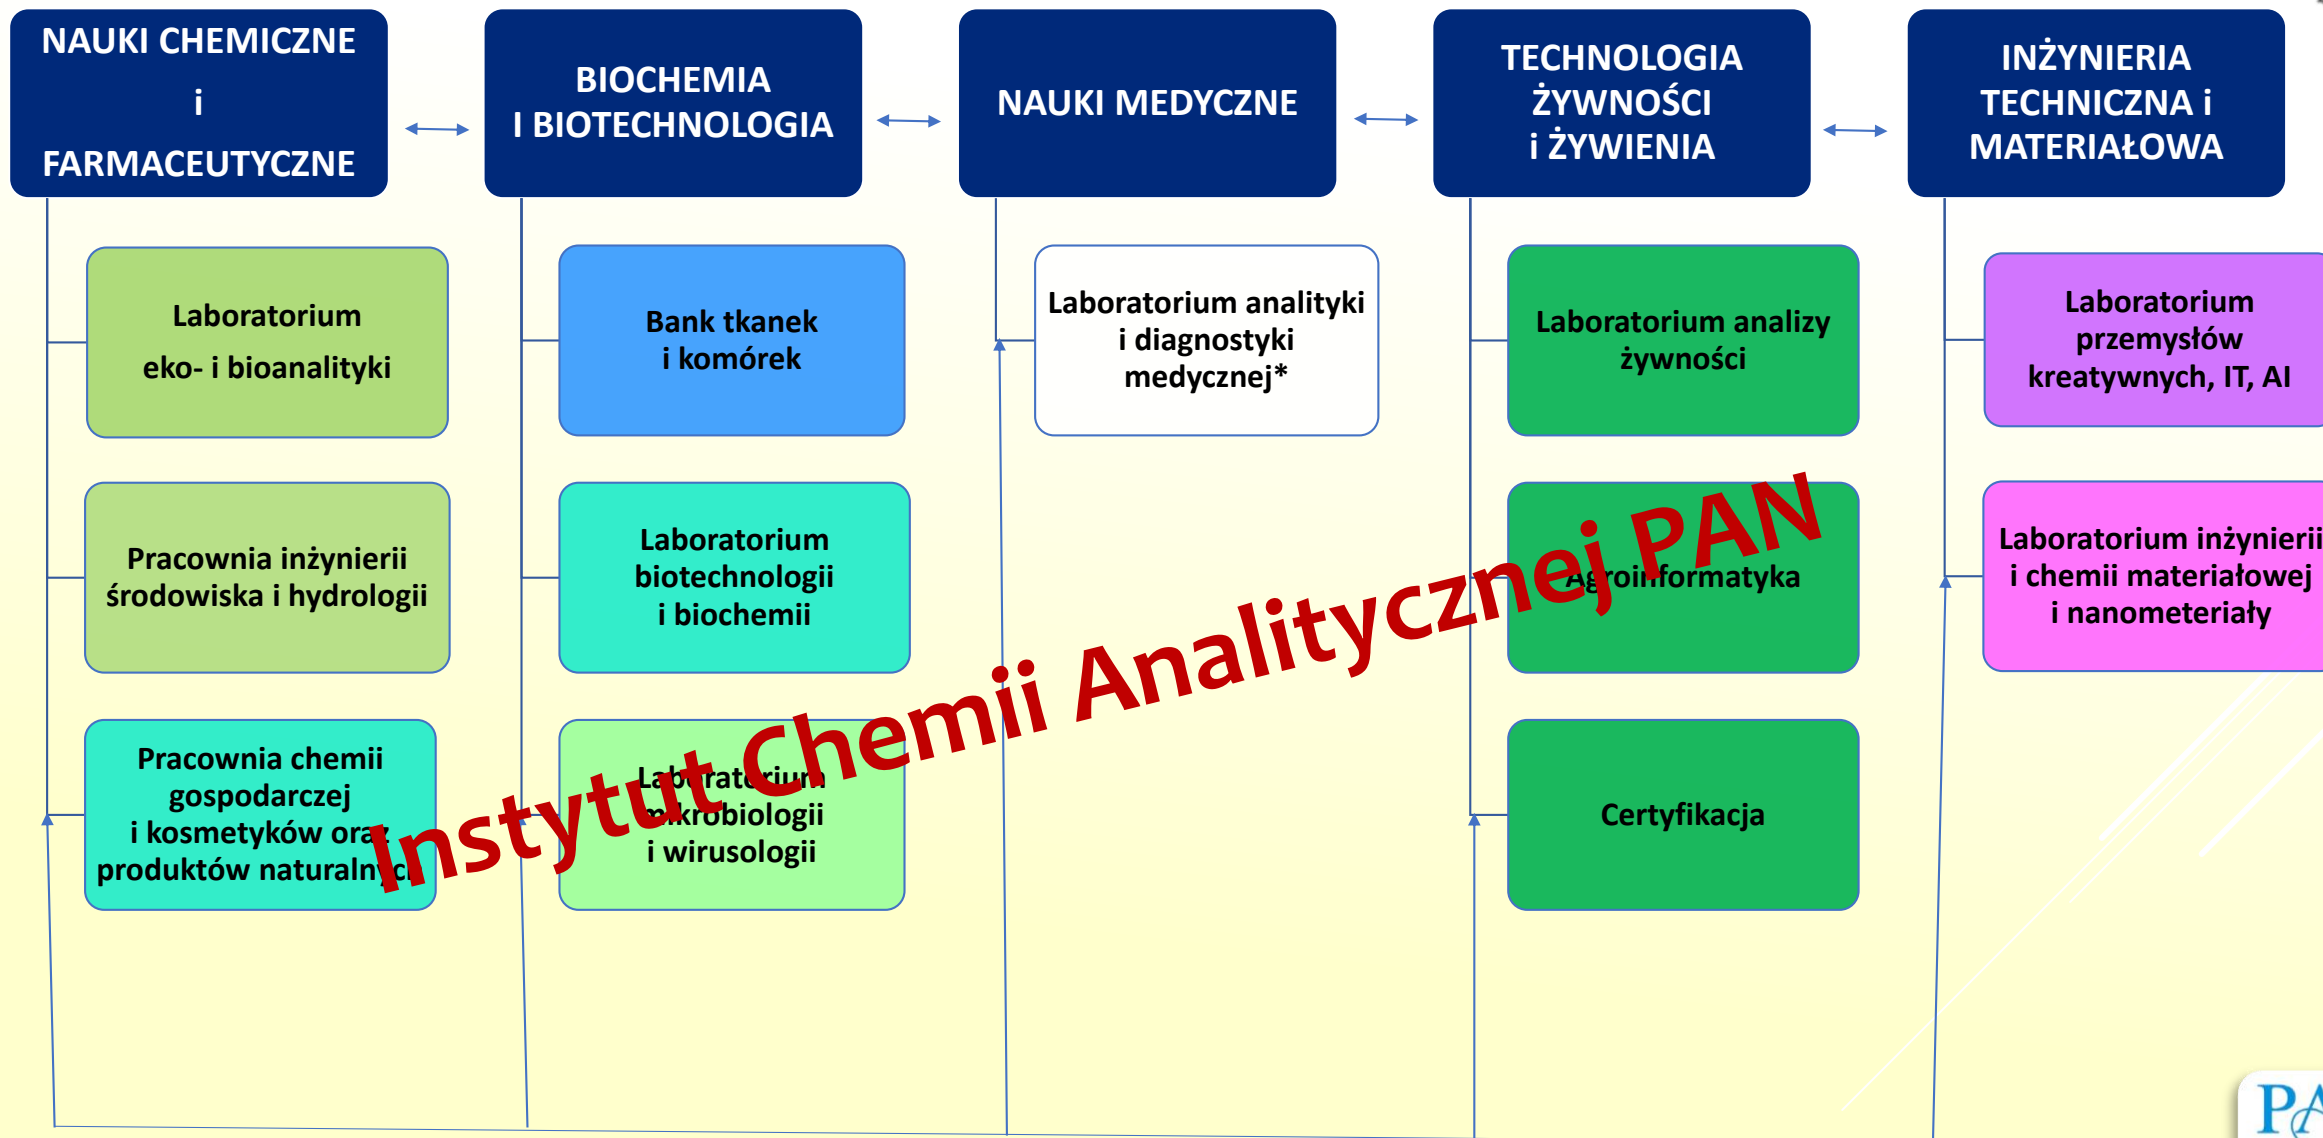 NAUKI CHEMICZNE
i
FARMACEUTYCZNE
BIOCHEMIA
I BIOTECHNOLOGIA
NAUKI MEDYCZNE
TECHNOLOGIA
ŻYWNOŚCI
i ŻYWIENIA
INŻYNIERIA
TECHNICZNA i
MATERIAŁOWA
Laboratorium
eko- i bioanalityki
Bank tkanek
i komórek
Laboratorium analityki
i diagnostyki
medycznej*
Laboratorium analizy
żywności
Laboratorium
przemysłów
kreatywnych, IT, AI
Pracownia inżynierii
środowiska i hydrologii
Laboratorium
biotechnologii
i biochemii
Agroinformatyka
Laboratorium inżynierii
i chemii materiałowej
i nanometeriały
Pracownia chemii
gospodarczej
i kosmetyków oraz
produktów naturalnych
Laboratorium
mikrobiologii
i wirusologii
Certyfikacja
Instytut Chemii Analitycznej PAN